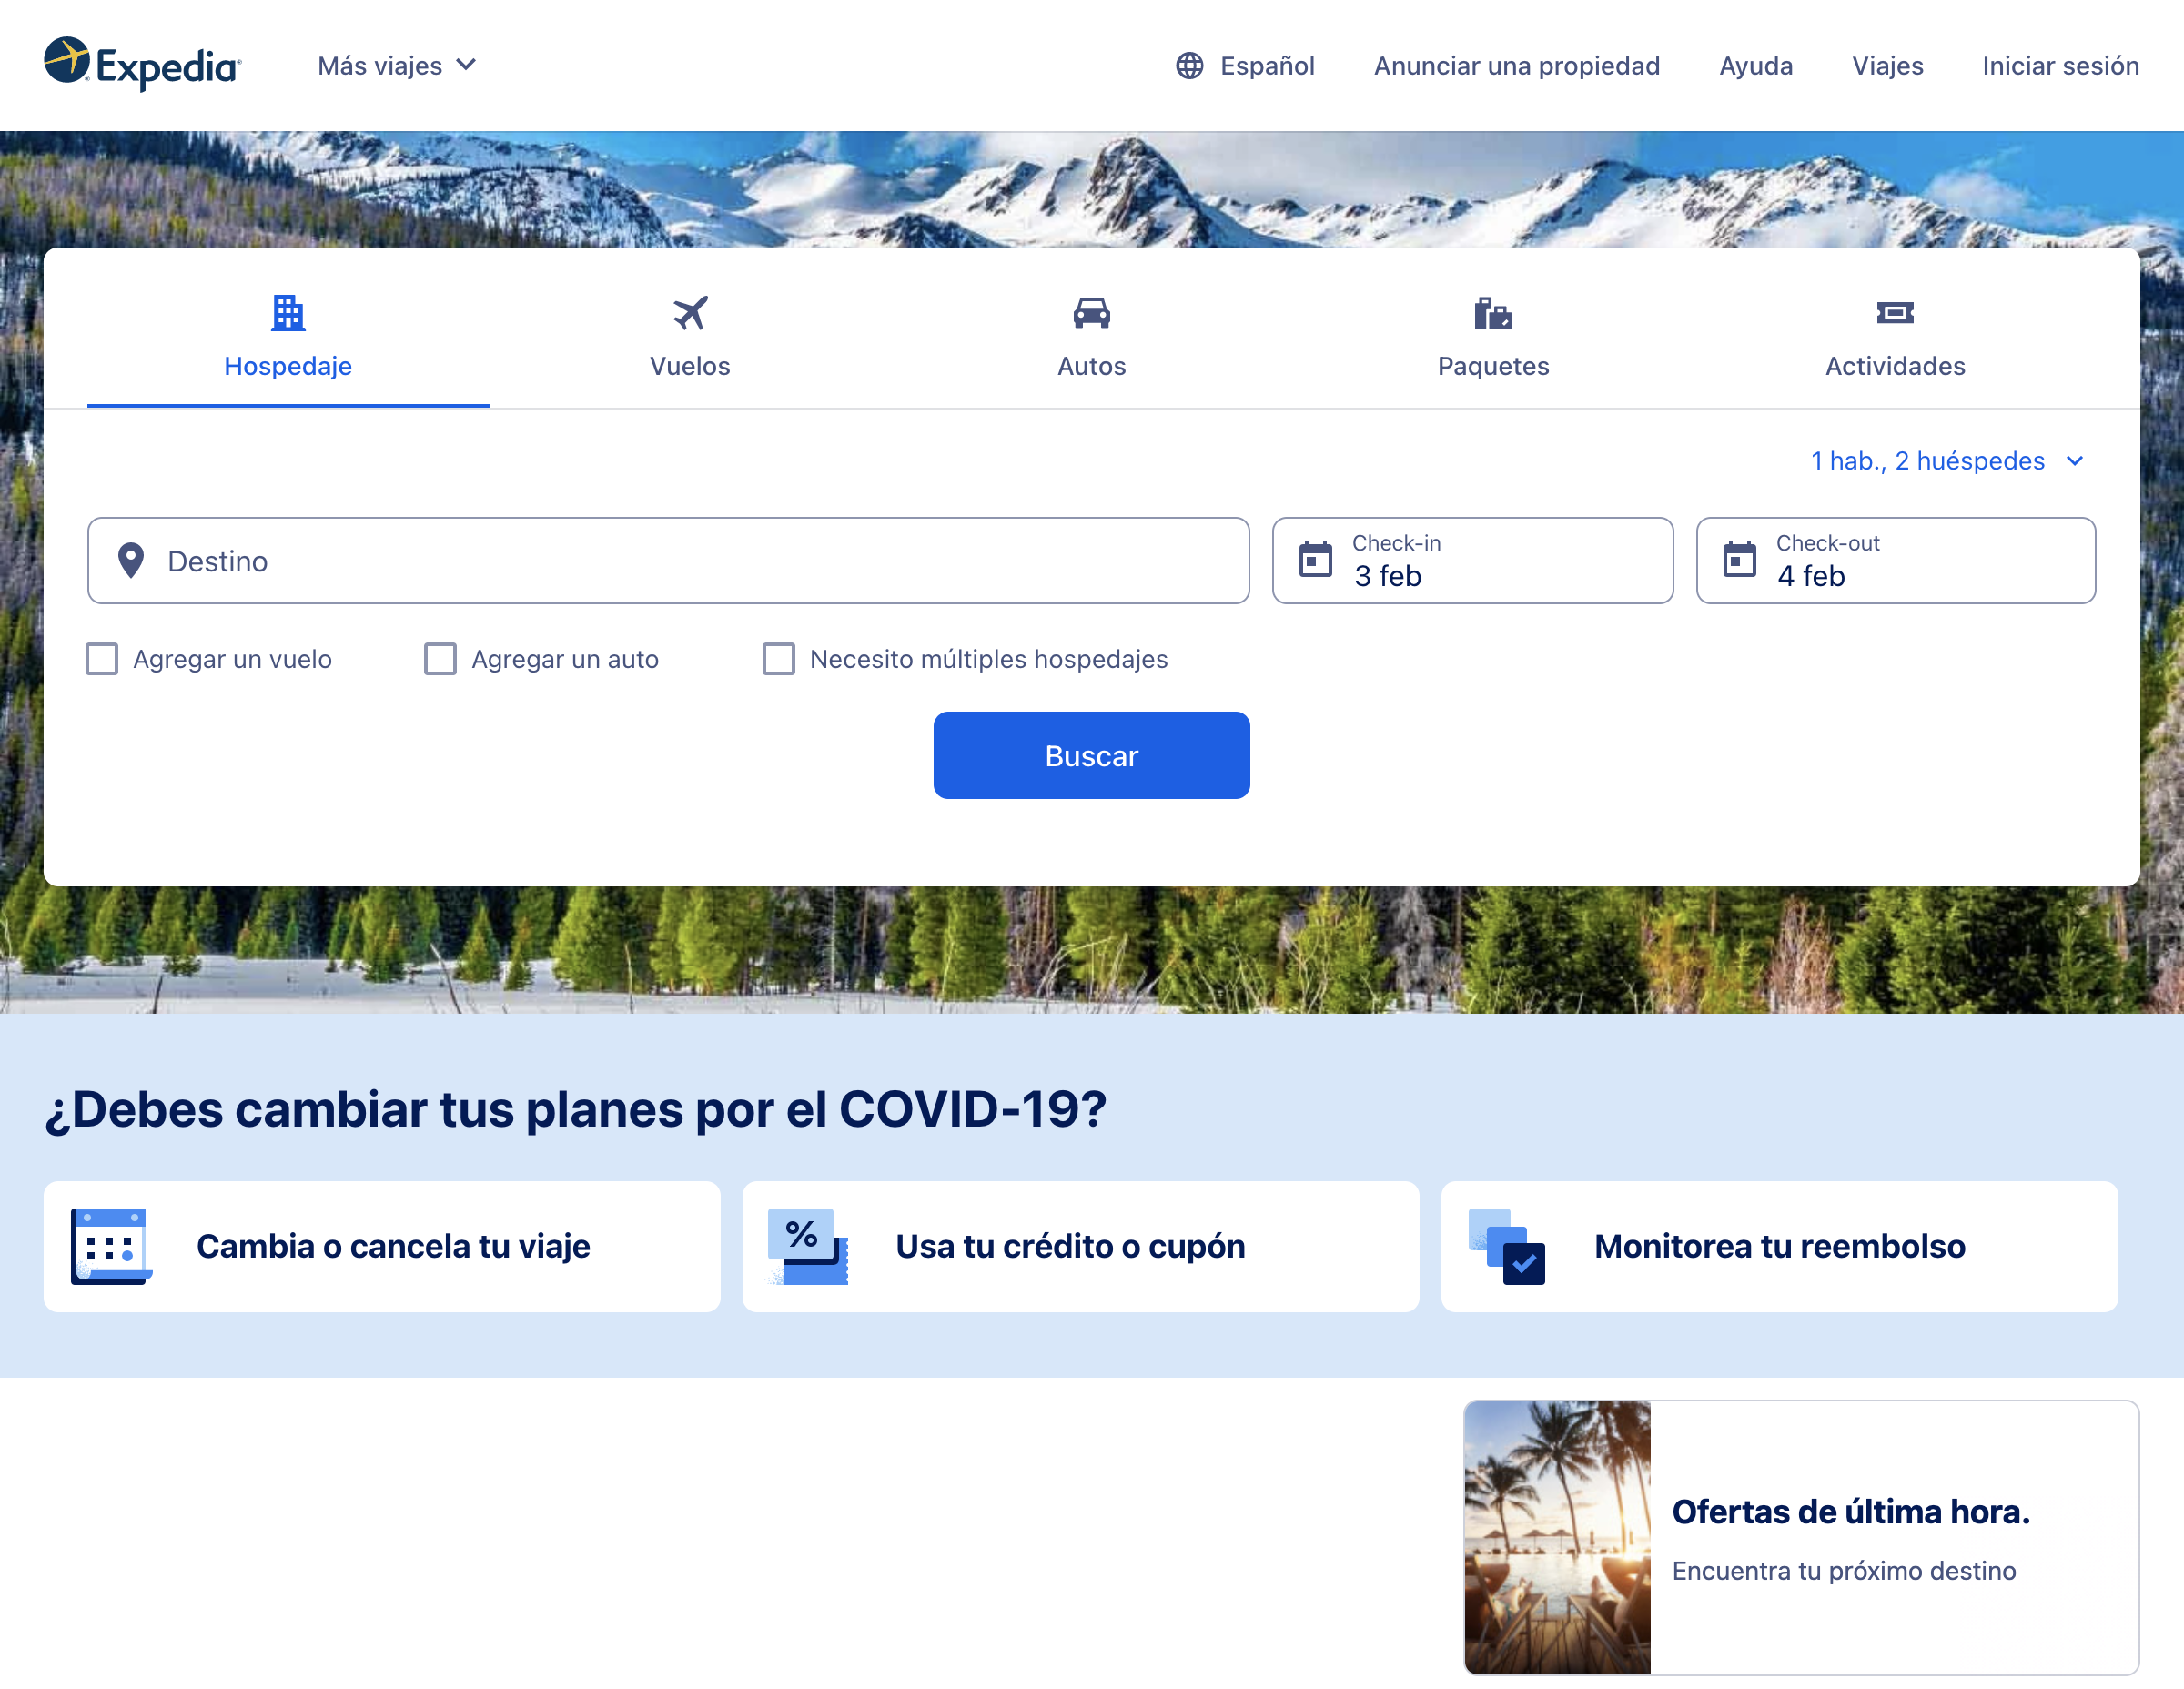 Expedia
Más viajes
Español
Anunciar una propiedad
Ayuda
Viajes
Iniciar sesión
Hospedaje
Vuelos
Autos
Paquetes
Actividades
1 hab., 2 huéspedes
Destino
Check-in
3 feb
Check-out
4 feb
Agregar un vuelo
Agregar un auto
Necesito múltiples hospedajes
Buscar
¿Debes cambiar tus planes por el COVID-19?
Cambia o cancela tu viaje
%
Usa tu crédito o cupón
Monitorea tu reembolso
Ofertas de última hora.
Encuentra tu próximo destino